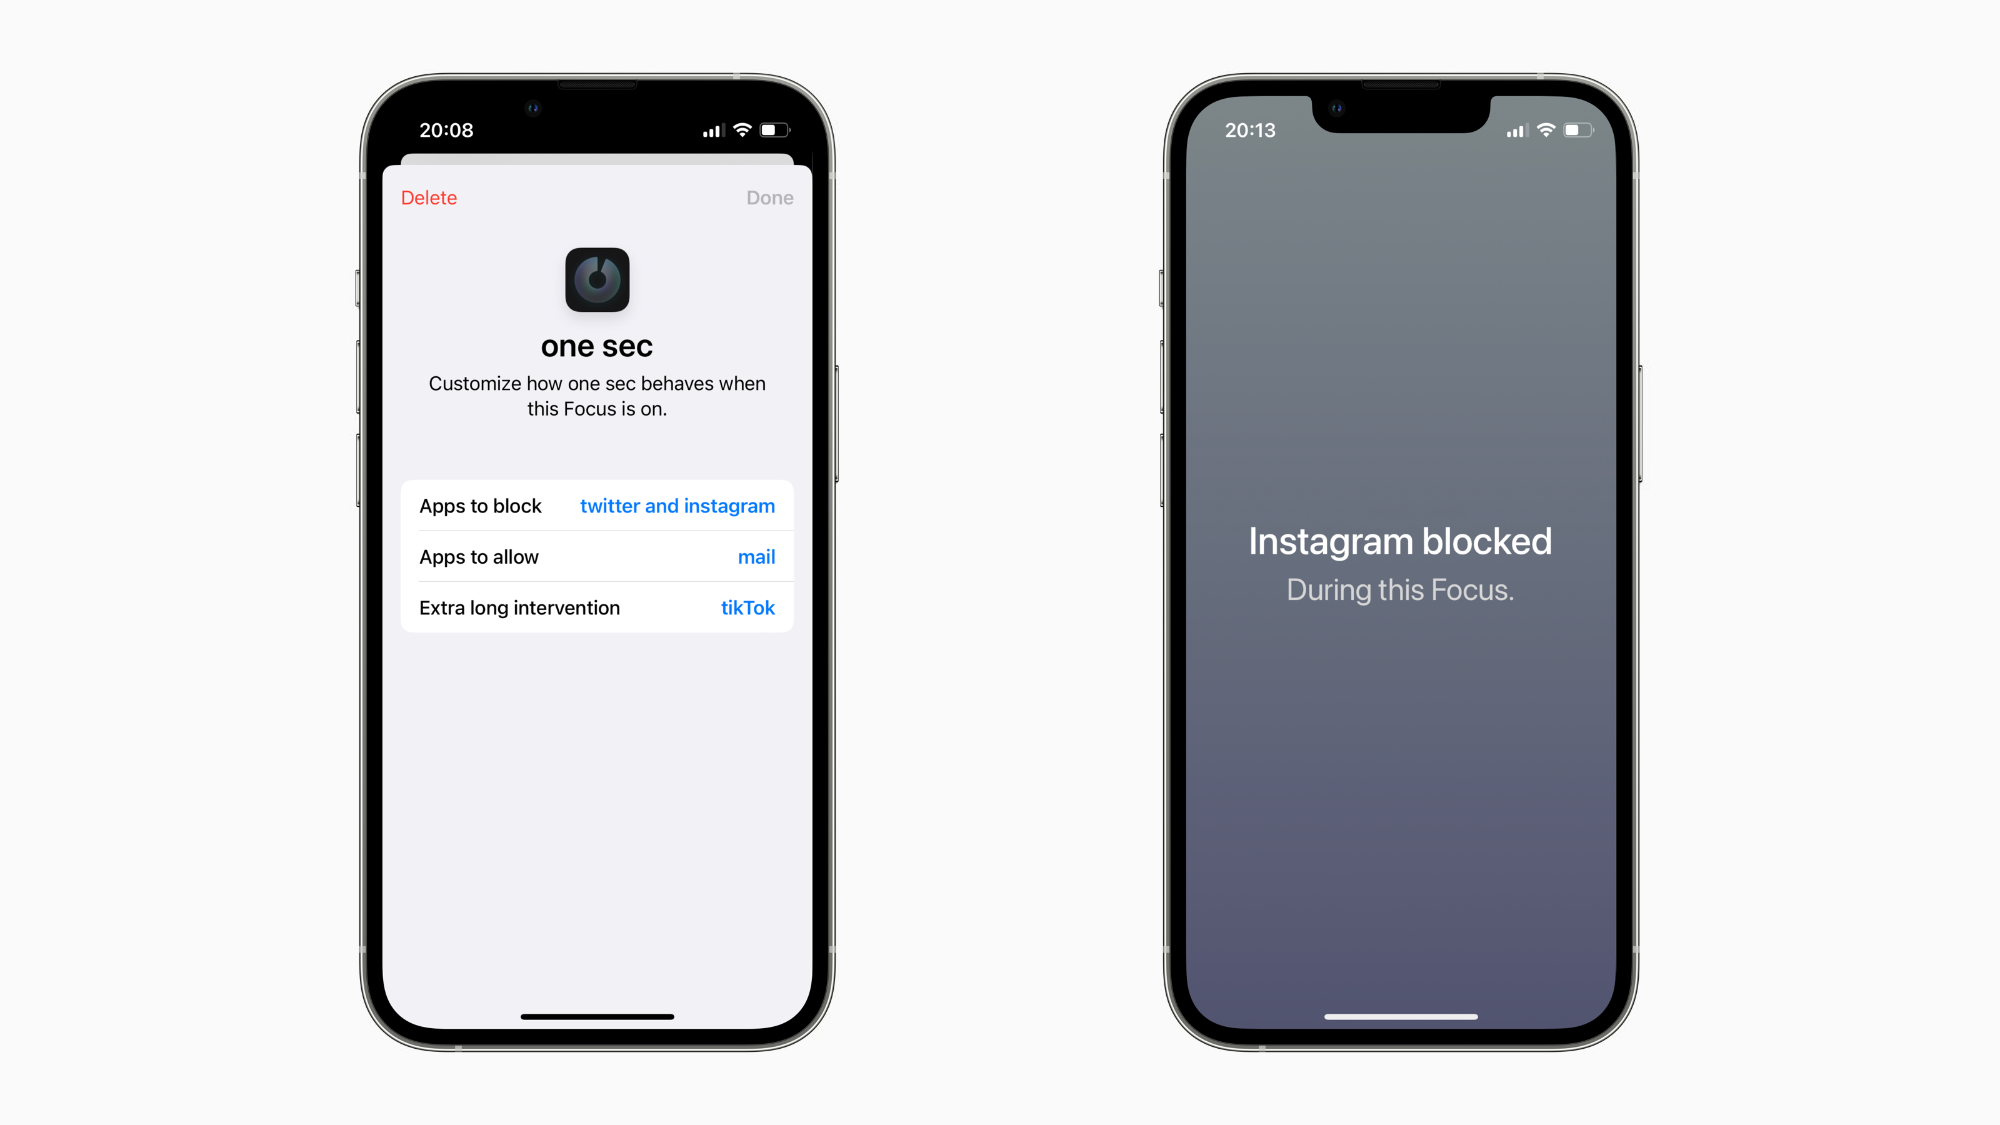 20:08
Delete
Done
one sec
Customize how one sec behaves when
this Focus is on.
Apps to block
twitter and instagram
Apps to allow
mail
Extra long intervention
tikTok
20:13
Instagram blocked
During this Focus.